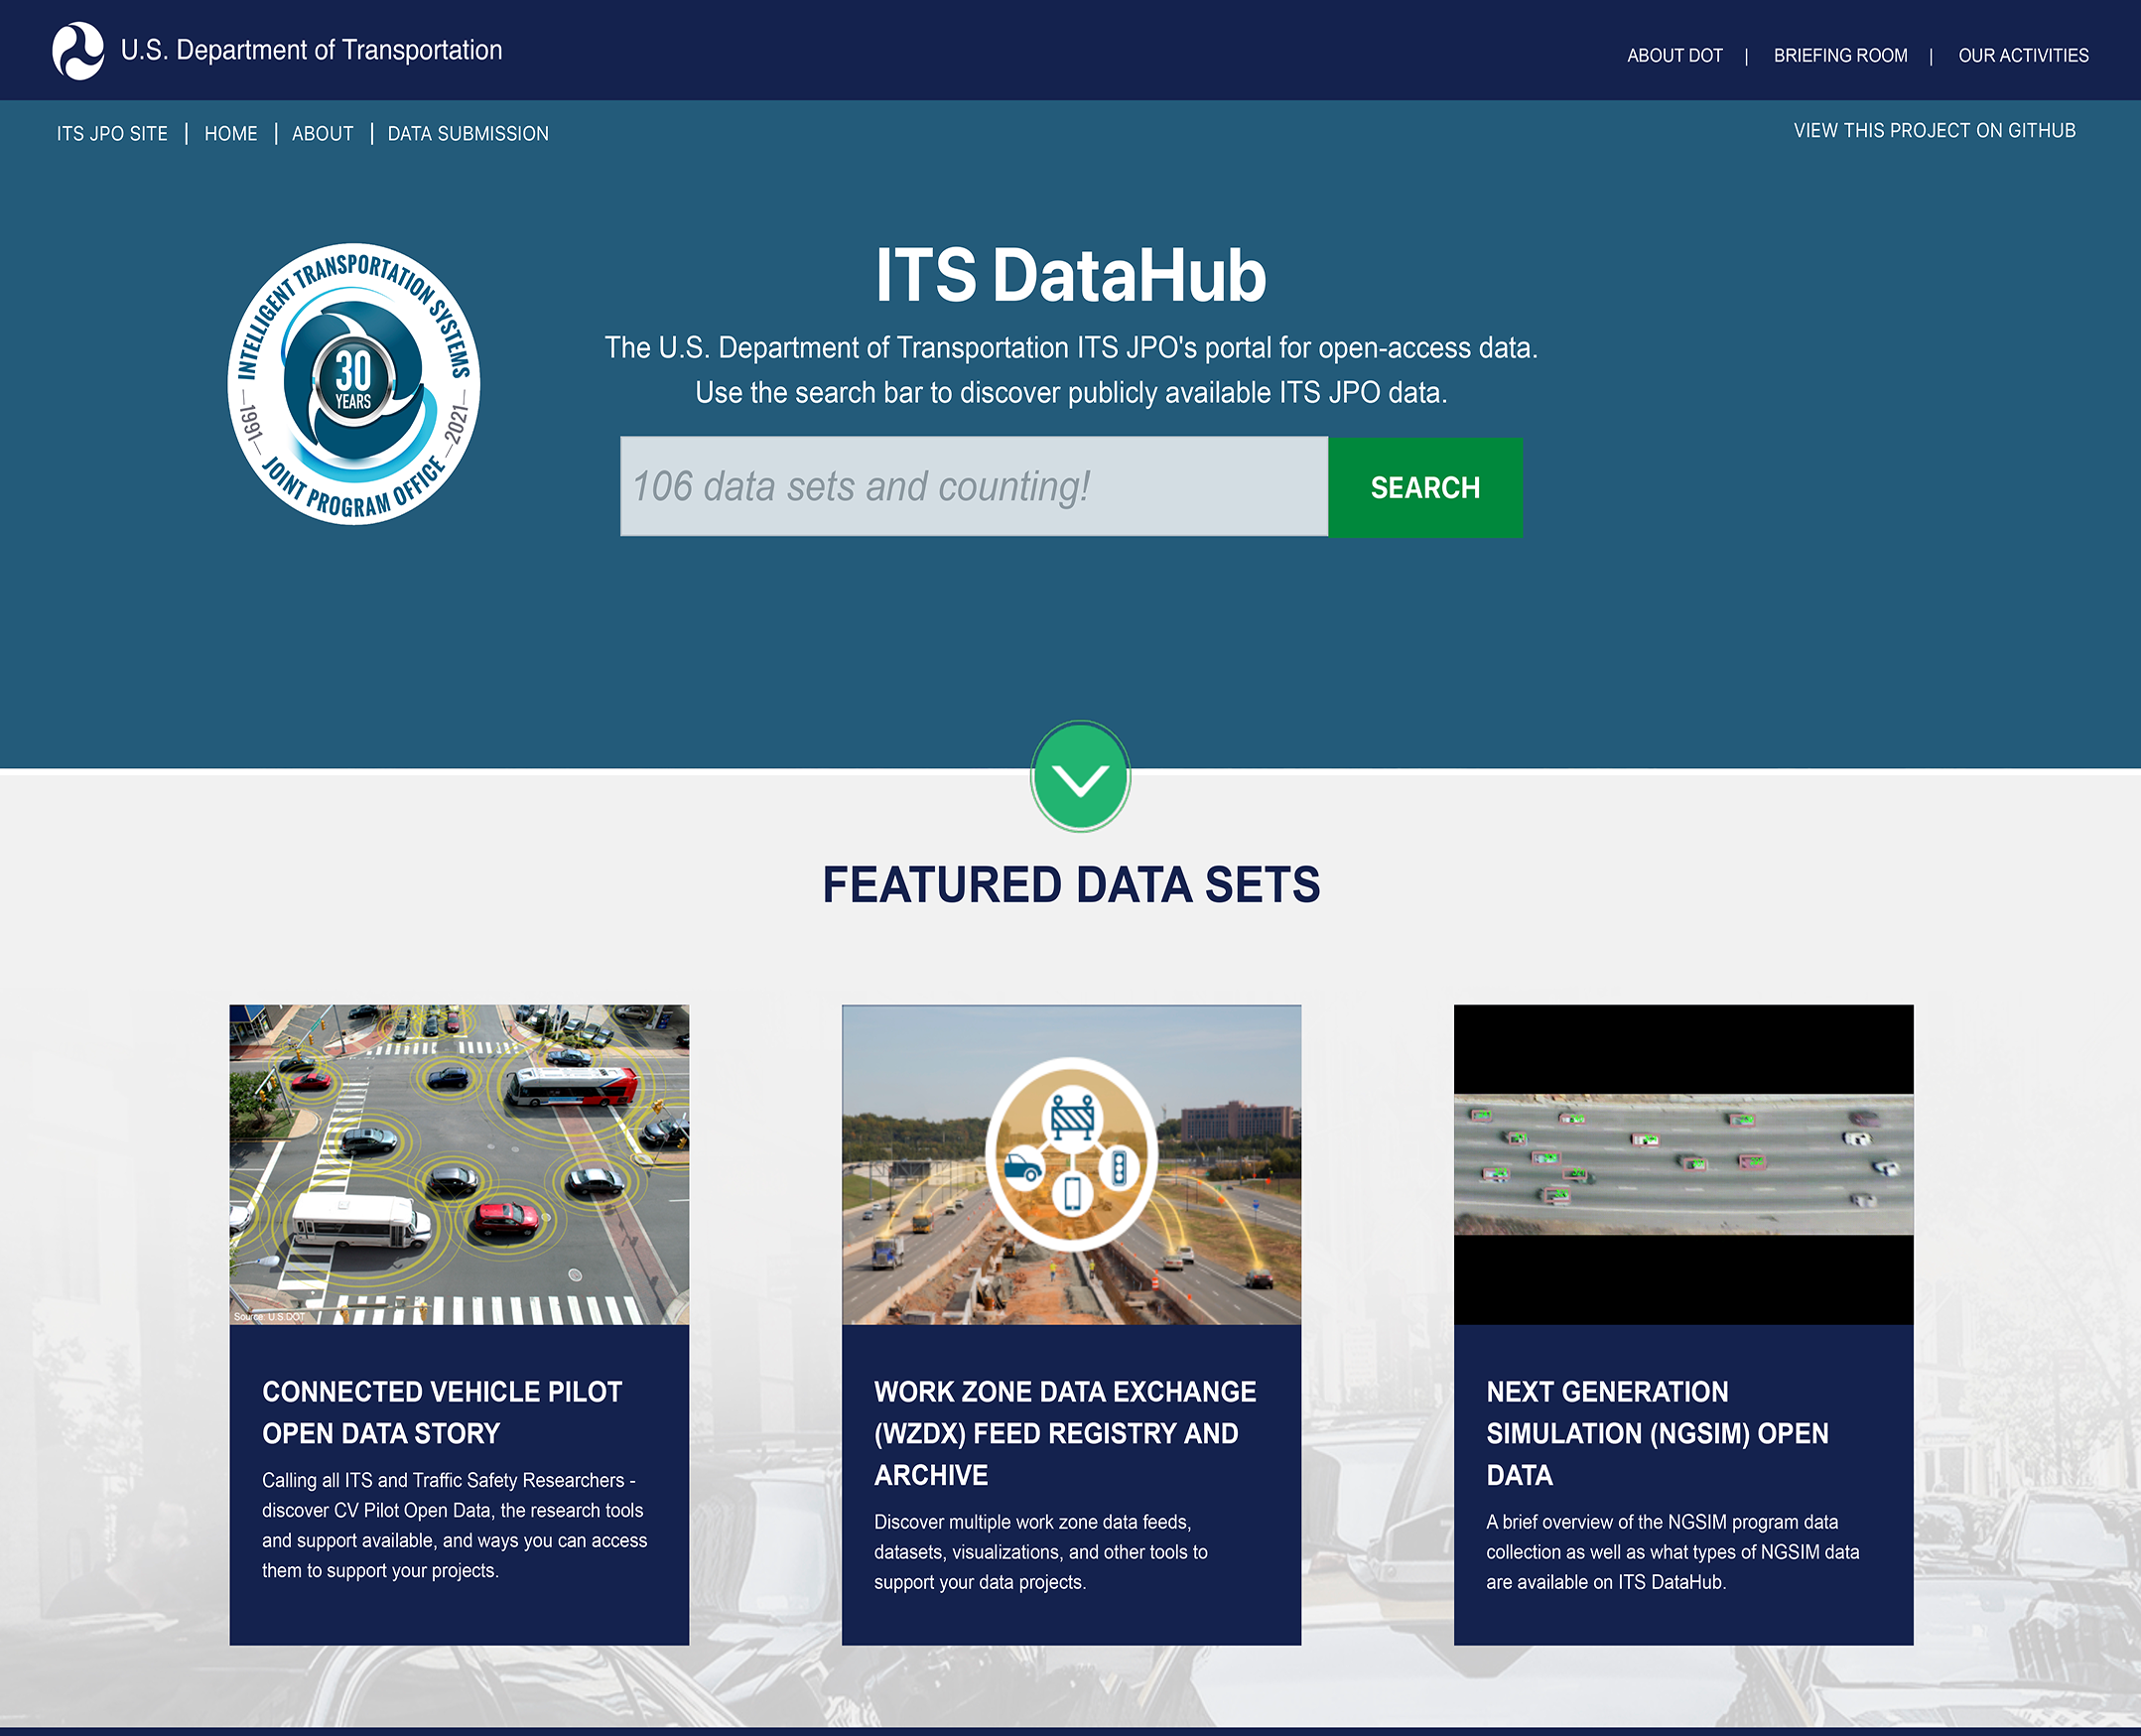 U.S. Department of Transportation
ABOUT DOT | BRIEFING ROOM | OUR ACTIVITIES
ITS JPO SITE | HOME | ABOUT | DATA SUBMISSION
VIEW THIS PROJECT ON GITHUB
INTELLIGENT TRANSPORTATION SYSTEMS
30
YEARS
1991
2021
JOINT PROGRAM OFFICE
ITS DataHub
The U.S. Department of Transportation ITS JPO's portal for open-access data.
Use the search bar to discover publicly available ITS JPO data.
106 data sets and counting!
SEARCH
FEATURED DATA SETS
Source: U.S.DOT
CONNECTED VEHICLE PILOT
OPEN DATA STORY
Calling all ITS and Traffic Safety Researchers -
discover CV Pilot Open Data, the research tools
and support available, and ways you can access
them to support your projects.
WORK ZONE DATA EXCHANGE
(WZDX) FEED REGISTRY AND
ARCHIVE
Discover multiple work zone data feeds,
datasets, visualizations, and other tools to
support your data projects.
NEXT GENERATION
SIMULATION (NGSIM) OPEN
DATA
A brief overview of the NGSIM program data
collection as well as what types of NGSIM data
are available on ITS DataHub.